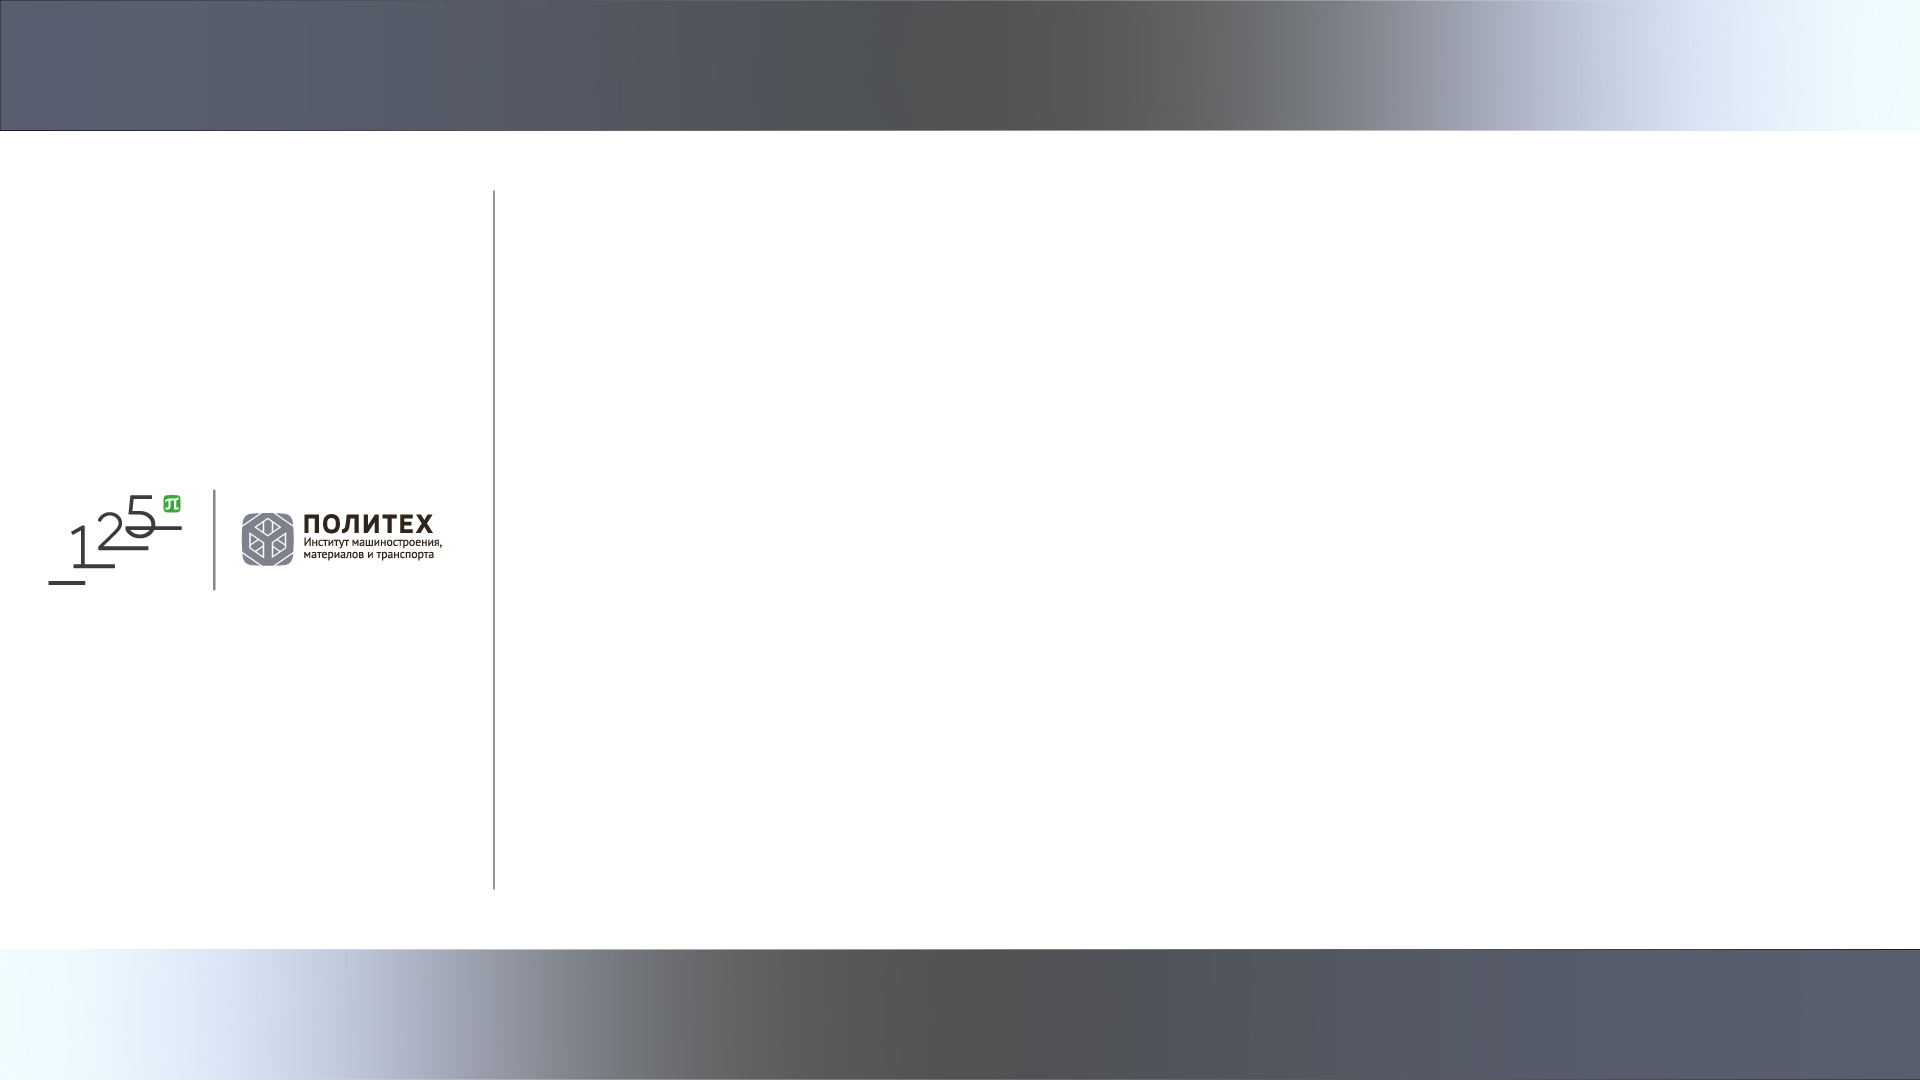 125 π
ПОЛИТЕХ
Институт машиностроения,
материалов и транспорта